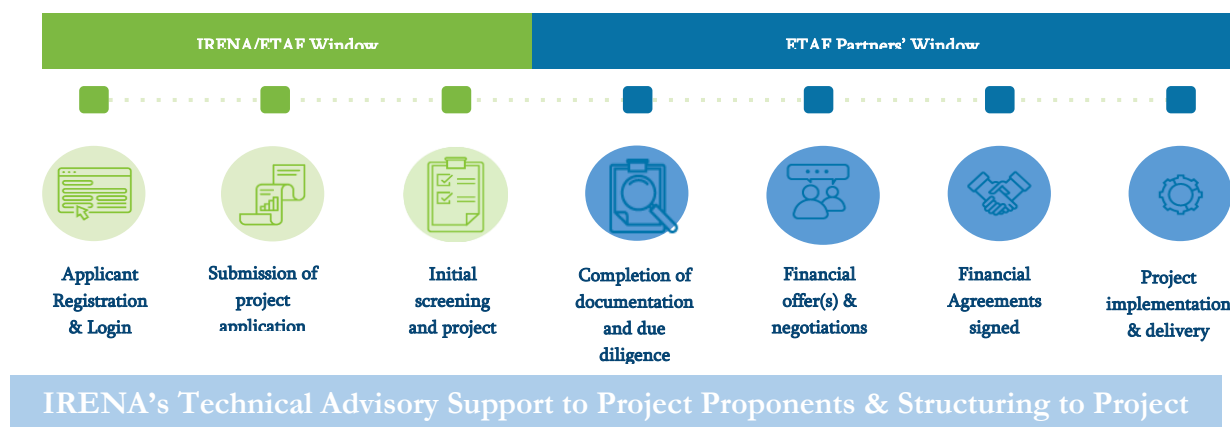 IRENA/ETAF Window
ETAF Partners’ Window
Applicant
Registration
& Login
Submission of
project
application
Initial
screening
and project
Completion of
documentation
and due
diligence
Financial
offer(s) &
negotiations
Financial
Agreements
signed
Project
implementation
& delivery
IRENA’s Technical Advisory Support to Project Proponents & Structuring to Project